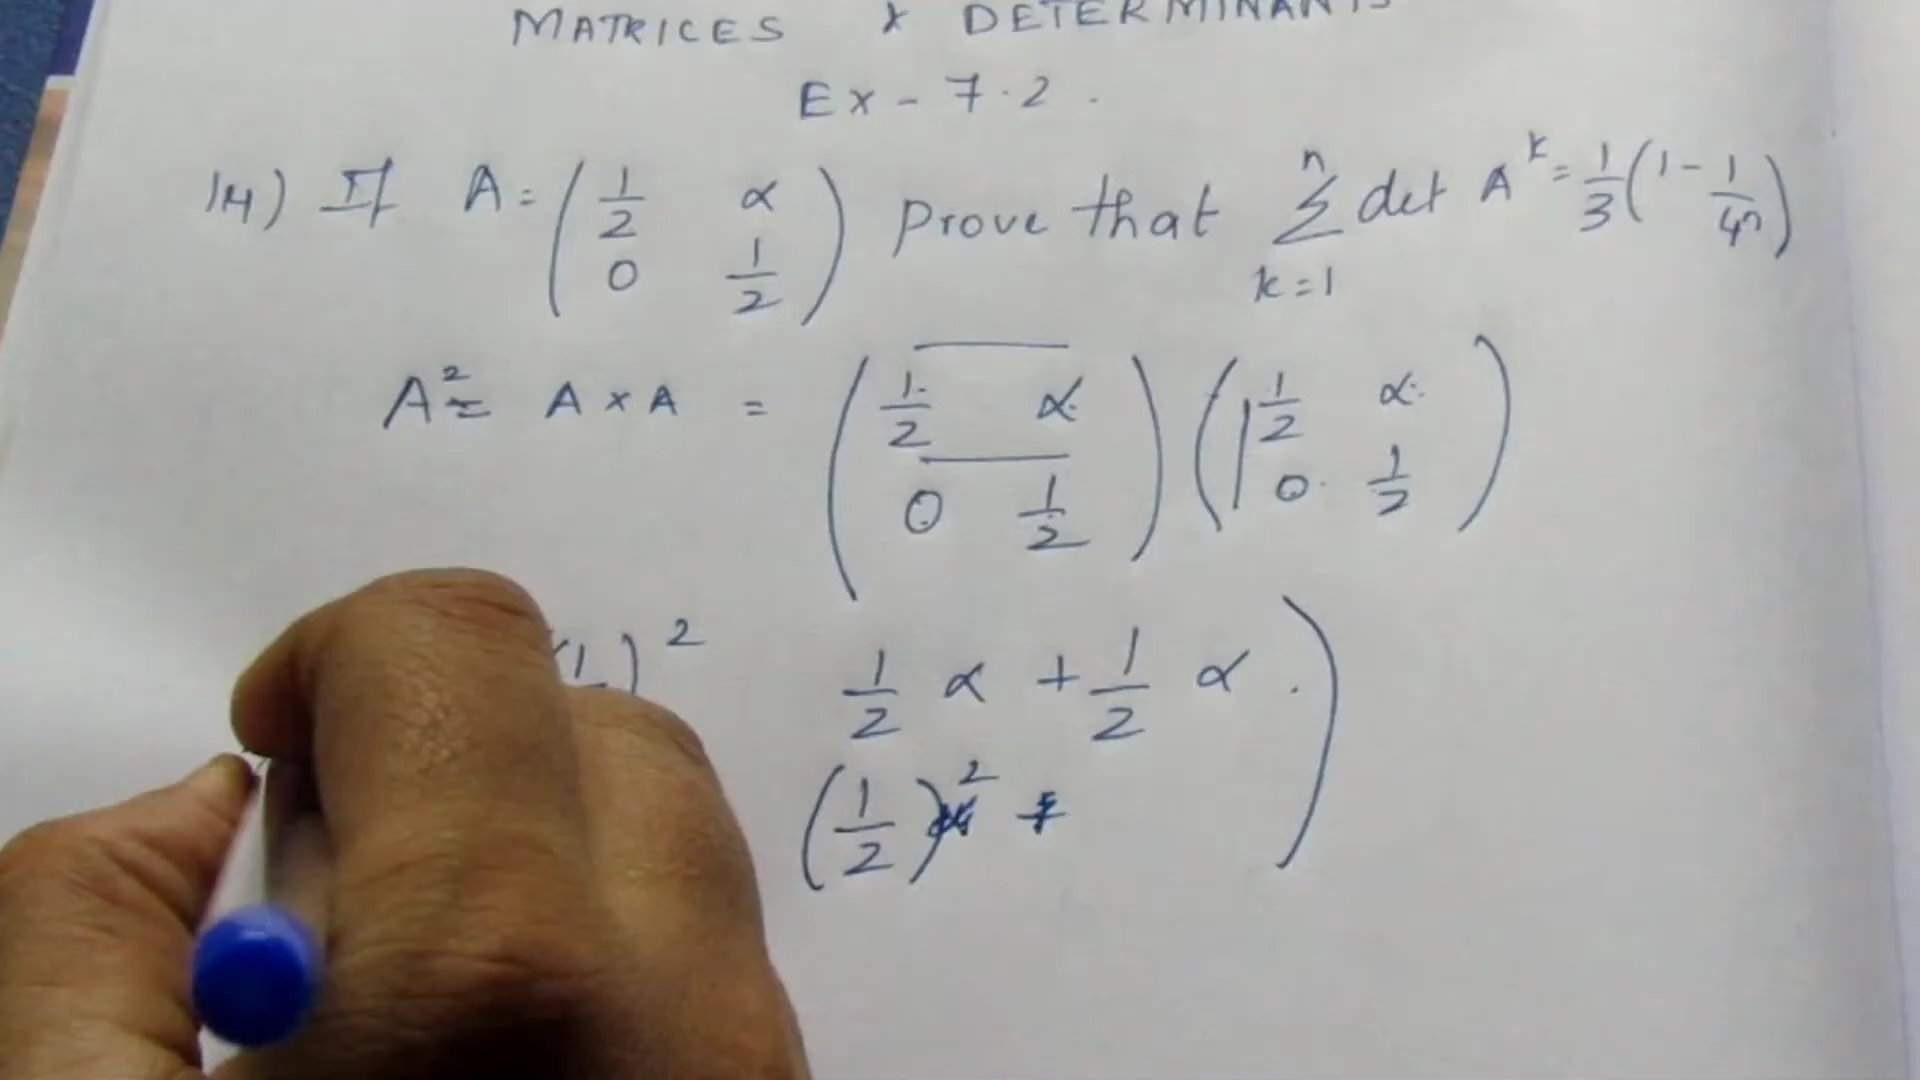 MATRICES & DETERMINANTS
Ex - 7.2.
14) If A = (1/2 α 0 1/2) prove that n Σ k=1 det A^k = 1/3 (1 - 1/4^n)
A^2 = A × A = (1/2 α 0 1/2) (1/2 α 0 1/2)
)^2 1/2 α + 1/2 α . )
(1/2)^2